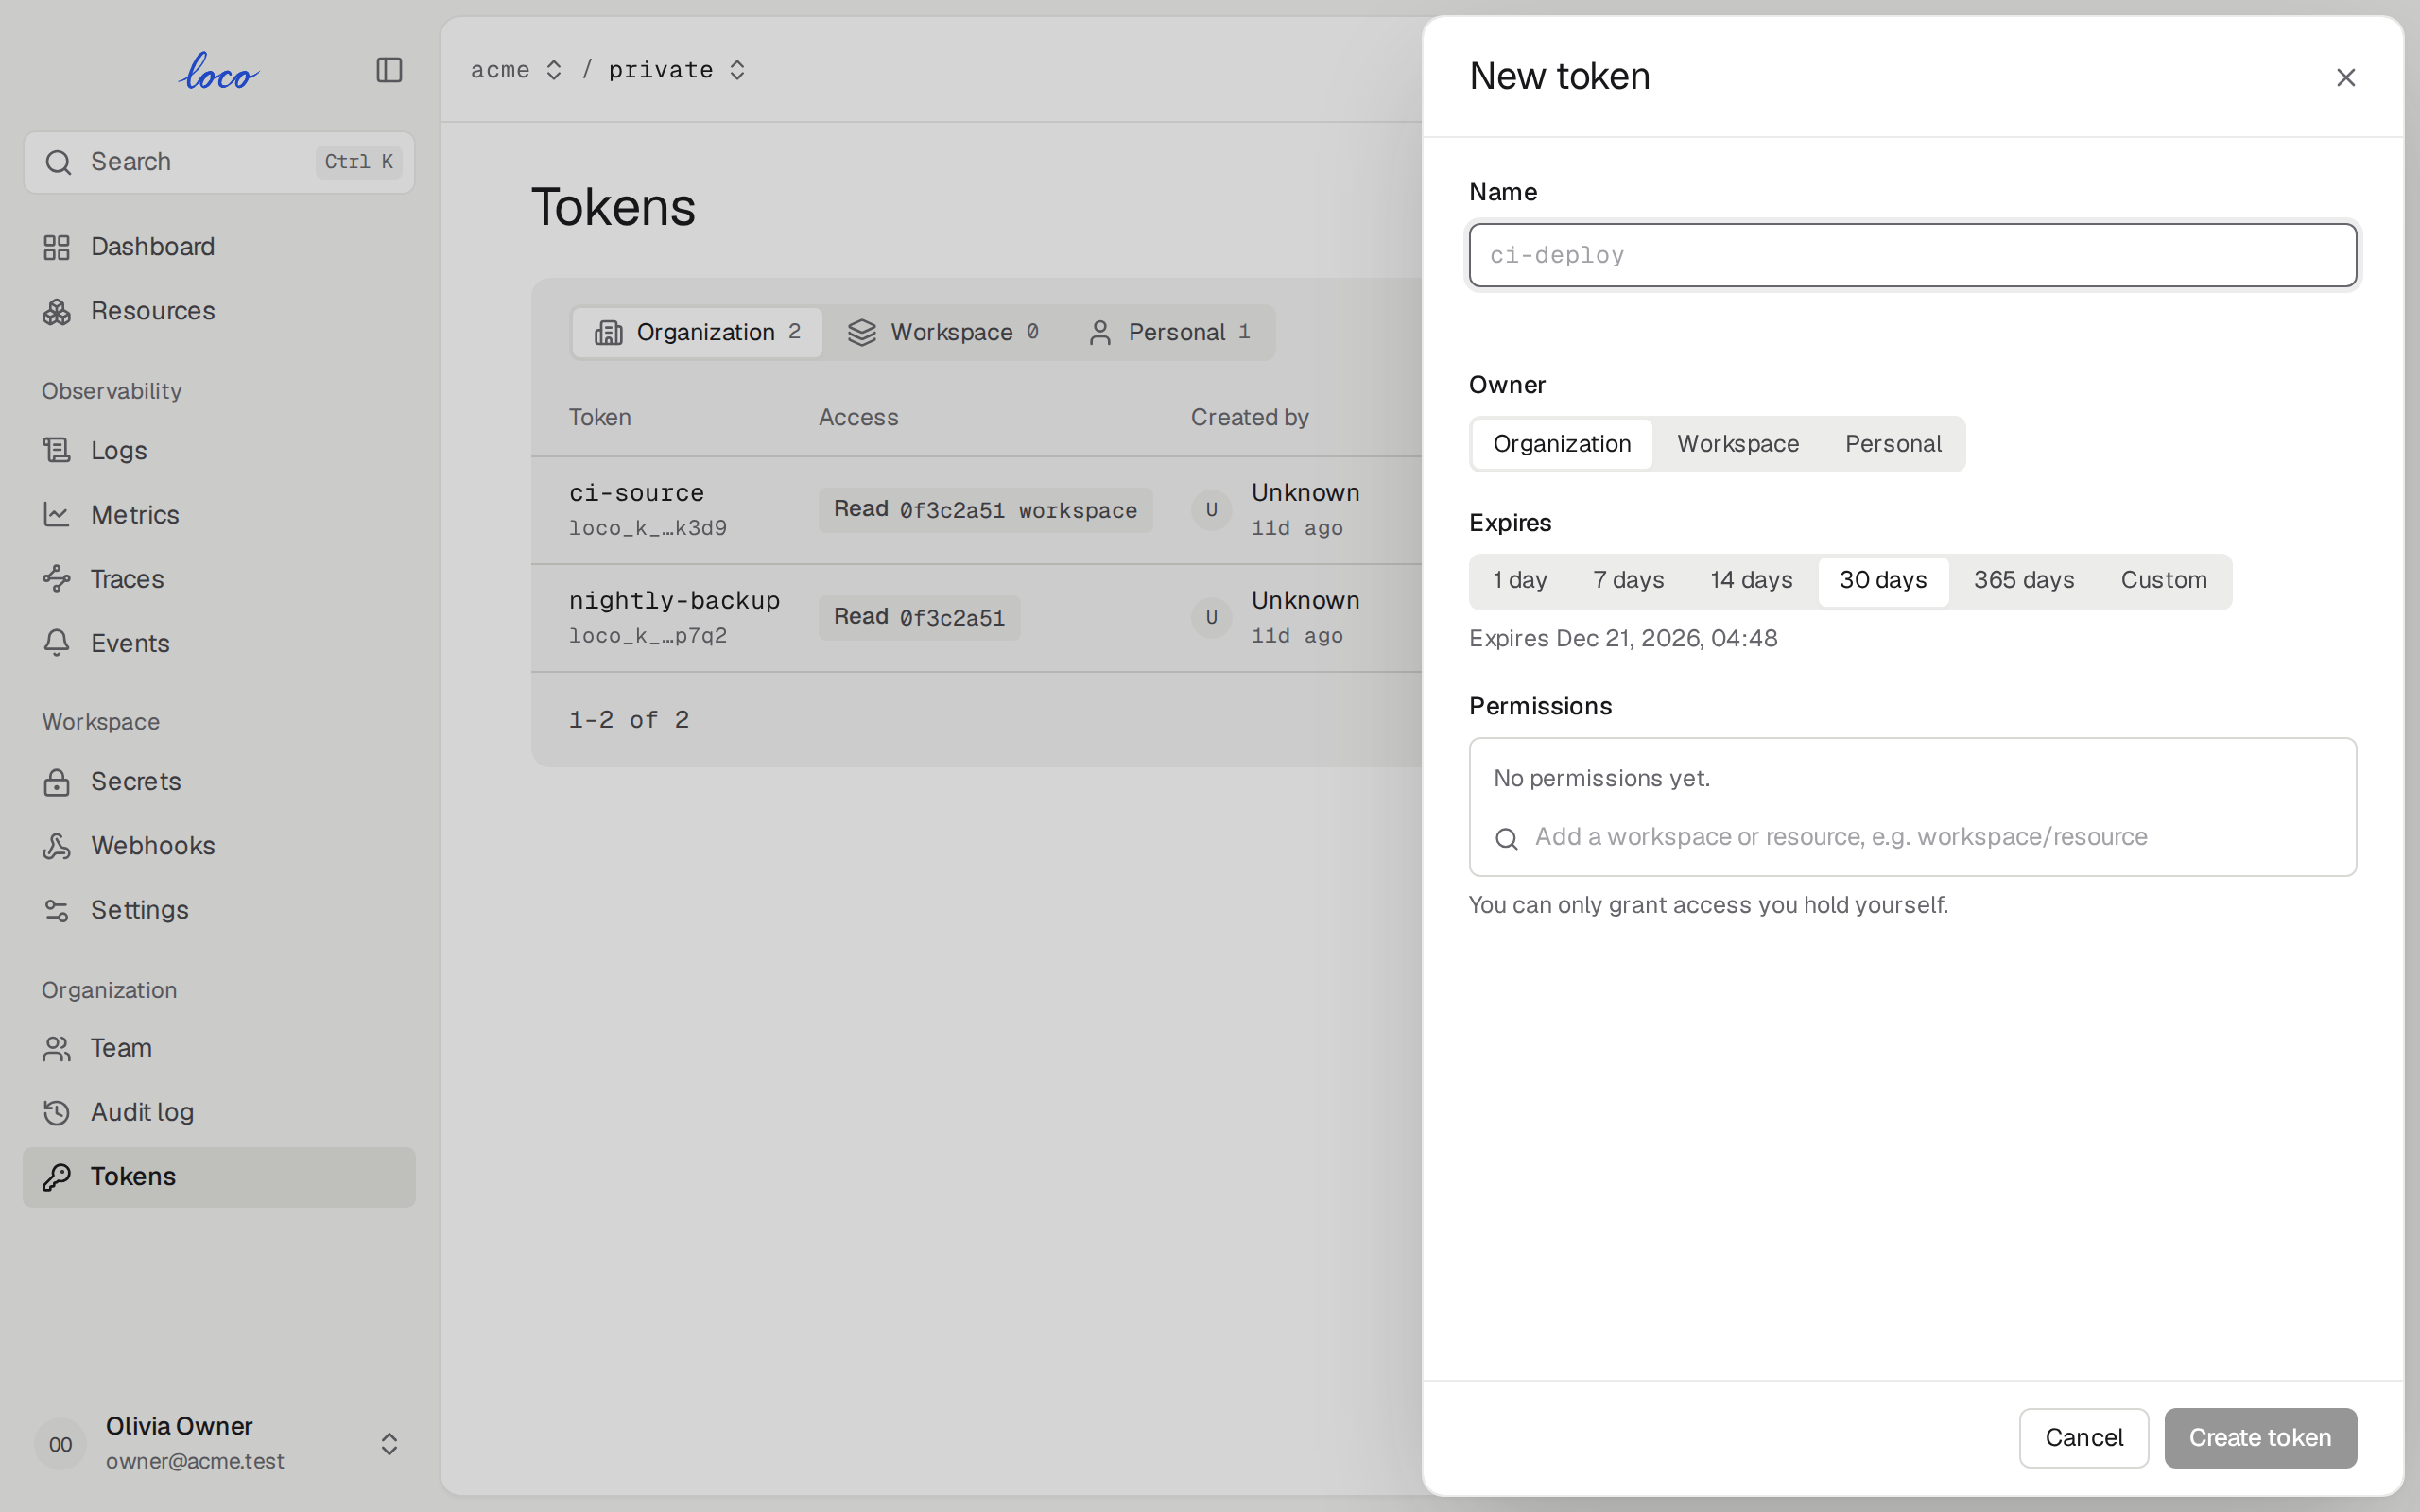 loco
Search Ctrl K
Dashboard
Resources
Observability
Logs
Metrics
Traces
Events
Workspace
Secrets
Webhooks
Settings
Organization
Team
Audit log
Tokens
OO Olivia Owner
owner@acme.test
acme / private
Tokens
Organization 2 Workspace 0 Personal 1
Token Access Created by
ci-source Read 0f3c2a51 workspace U Unknown
loco_k_…k3d9 11d ago
nightly-backup Read 0f3c2a51 U Unknown
loco_k_…p7q2 11d ago
1-2 of 2
New token
Name
ci-deploy
Owner
Organization Workspace Personal
Expires
1 day 7 days 14 days 30 days 365 days Custom
Expires Dec 21, 2026, 04:48
Permissions
No permissions yet.
Add a workspace or resource, e.g. workspace/resource
You can only grant access you hold yourself.
Cancel Create token